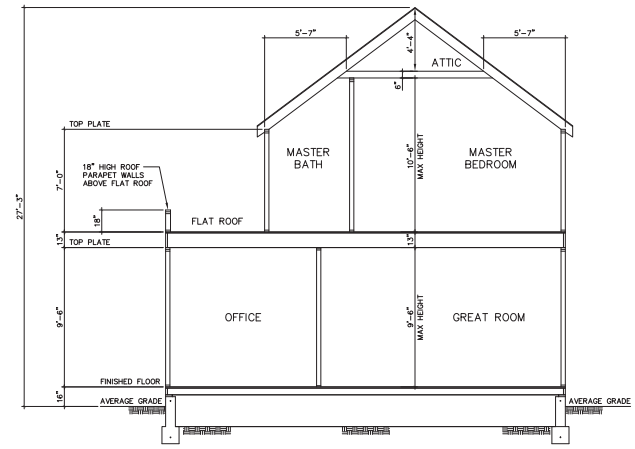 5'-7"
5'-7"
4'-4"
ATTIC
6"
TOP PLATE
MASTER
BATH
10'-6"
MAX HEIGHT
MASTER
BEDROOM
18" HIGH ROOF
PARAPET WALLS
ABOVE FLAT ROOF
7'-0"
27'-3"
18"
FLAT ROOF
13"
TOP PLATE
13"
9'-6"
OFFICE
9'-6"
MAX HEIGHT
GREAT ROOM
FINISHED FLOOR
16"
AVERAGE GRADE
AVERAGE GRADE